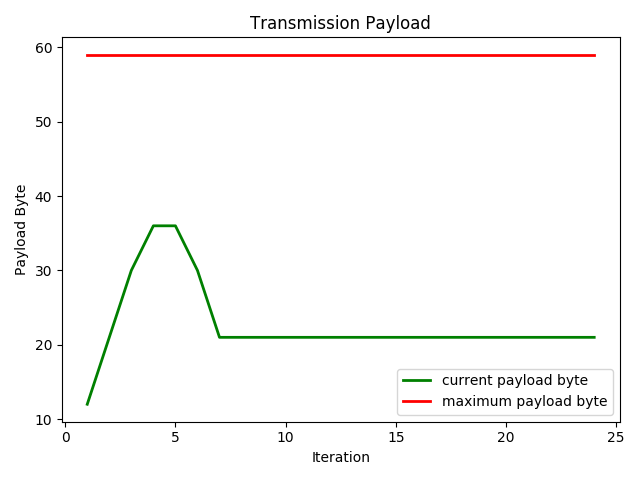 Transmission Payload
Payload Byte
60
50
40
30
20
10
0
5
10
15
20
25
Iteration
current payload byte
maximum payload byte